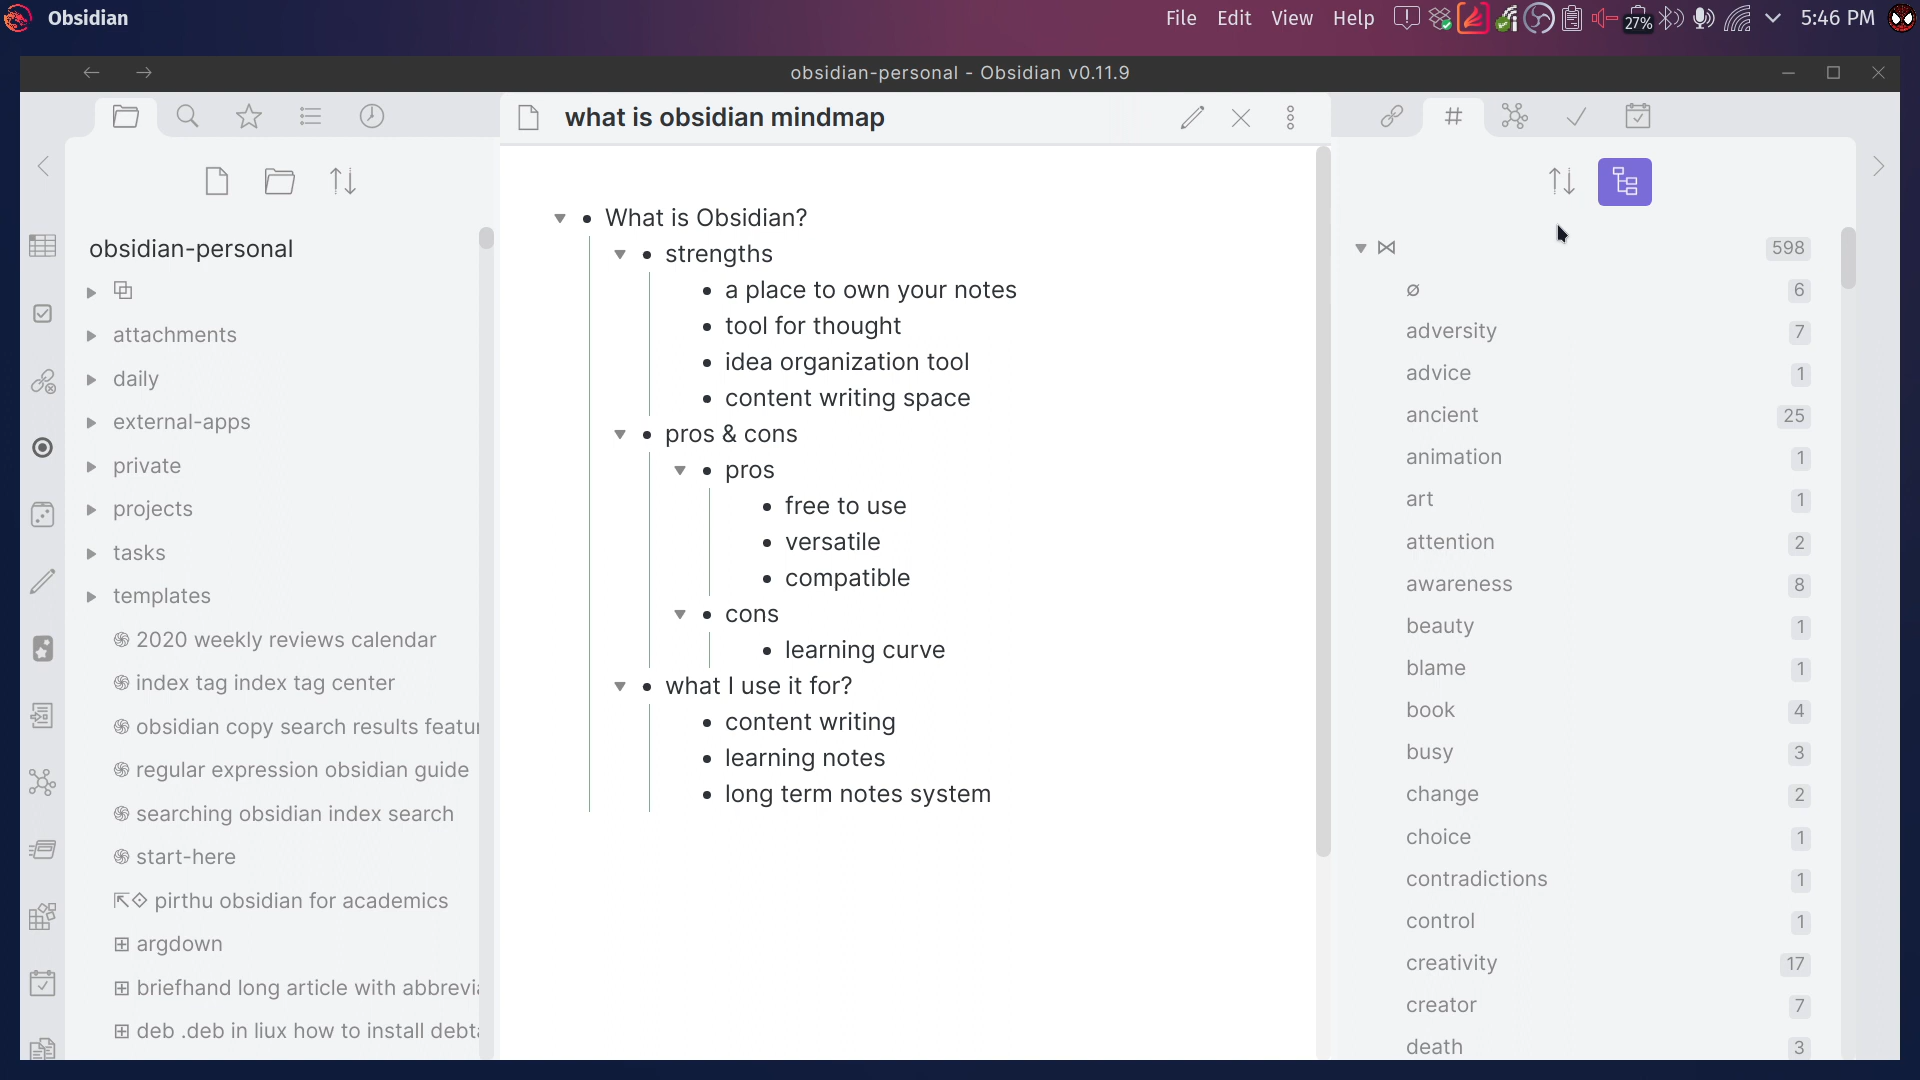 Obsidian
File Edit View Help
27%
5:46 PM
obsidian-personal - Obsidian v0.11.9
what is obsidian mindmap
obsidian-personal
attachments
daily
external-apps
private
projects
tasks
templates
2020 weekly reviews calendar
index tag index tag center
obsidian copy search results featur
regular expression obsidian guide
searching obsidian index search
start-here
pirthu obsidian for academics
argdown
briefhand long article with abbrevia
deb .deb in liux how to install debta
What is Obsidian?
strengths
a place to own your notes
tool for thought
idea organization tool
content writing space
pros & cons
pros
free to use
versatile
compatible
cons
learning curve
what I use it for?
content writing
learning notes
long term notes system
#
⋈ 598
∅ 6
adversity 7
advice 1
ancient 25
animation 1
art 1
attention 2
awareness 8
beauty 1
blame 1
book 4
busy 3
change 2
choice 1
contradictions 1
control 1
creativity 17
creator 7
death 3